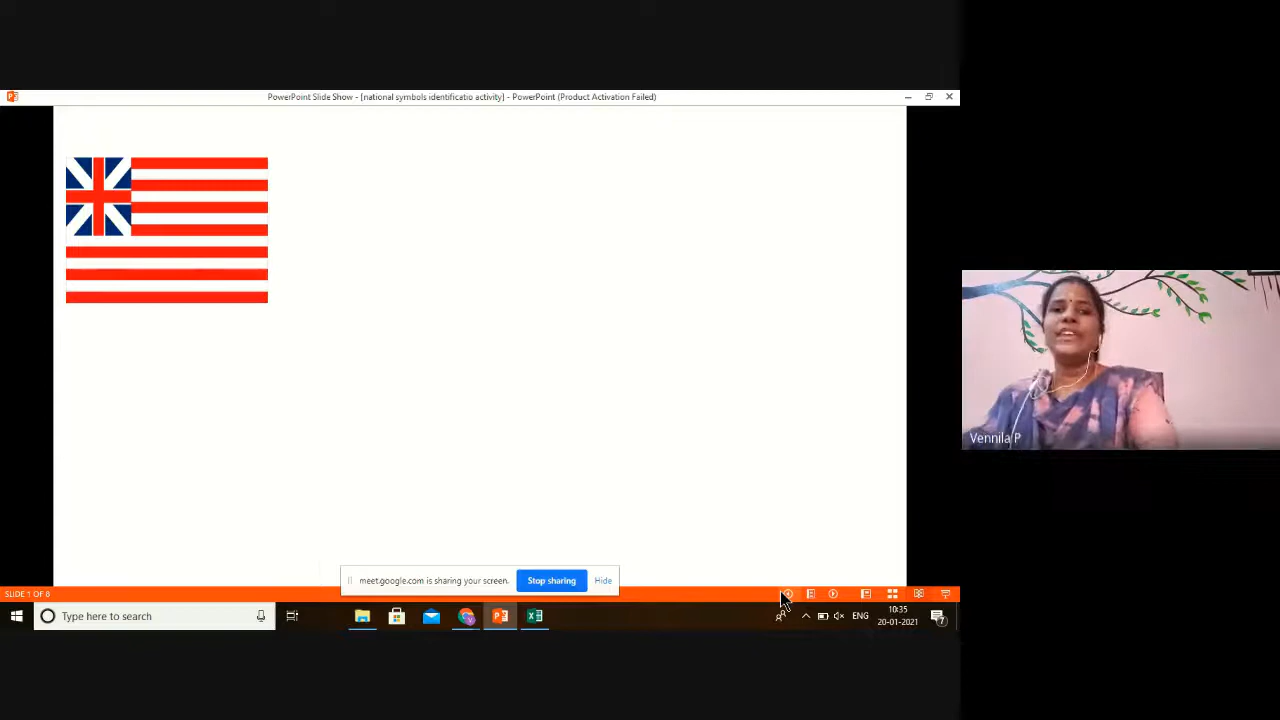 PowerPoint Slide Show - [national symbols identificatio activity] - PowerPoint (Product Activation Failed)
Vennila P
meet.google.com is sharing your screen.
Stop sharing
Hide
SLIDE 1 OF 8
Type here to search
ENG
10:35
20-01-2021
7